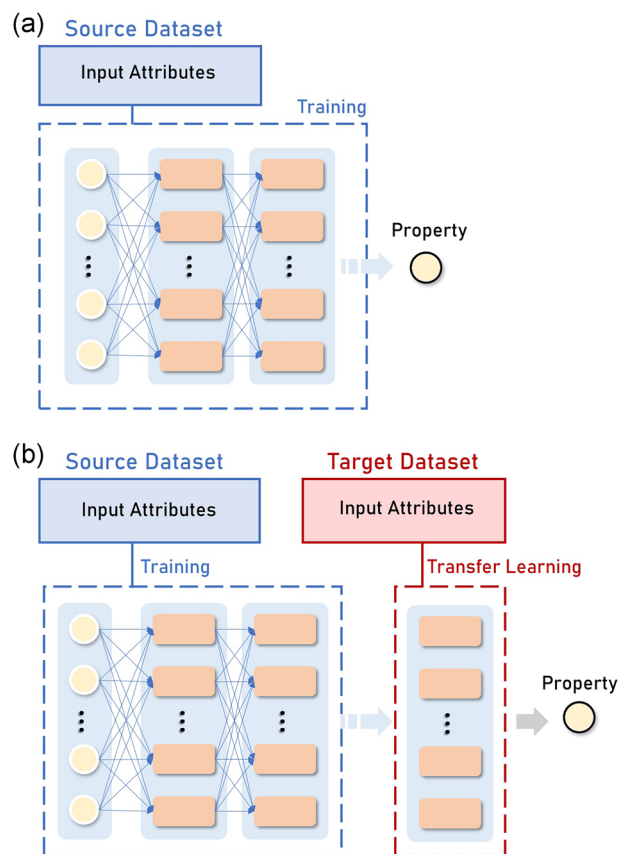 (a)
Source Dataset
Input Attributes
Training
Property
(b)
Source Dataset
Target Dataset
Input Attributes
Input Attributes
Training
Transfer Learning
Property